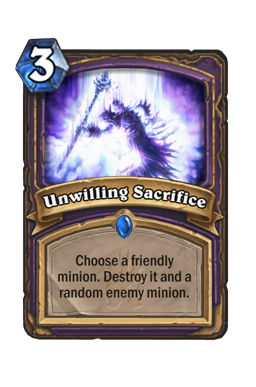 3
Unwilling Sacrifice
Choose a friendly
minion. Destroy it and a
random enemy minion.